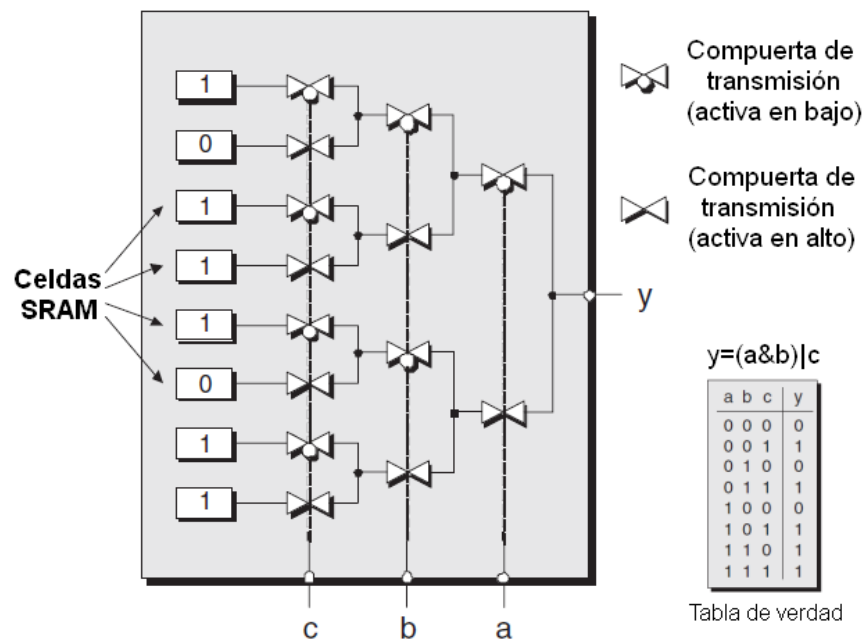 1
0
1
1
1
0
1
1
Celdas
SRAM
c
b
a
y
Compuerta de
transmisión
(activa en bajo)
Compuerta de
transmisión
(activa en alto)
y=(a&b)|c
a b c y
0 0 0 0
0 0 1 1
0 1 0 0
0 1 1 1
1 0 0 0
1 0 1 1
1 1 0 1
1 1 1 1
Tabla de verdad